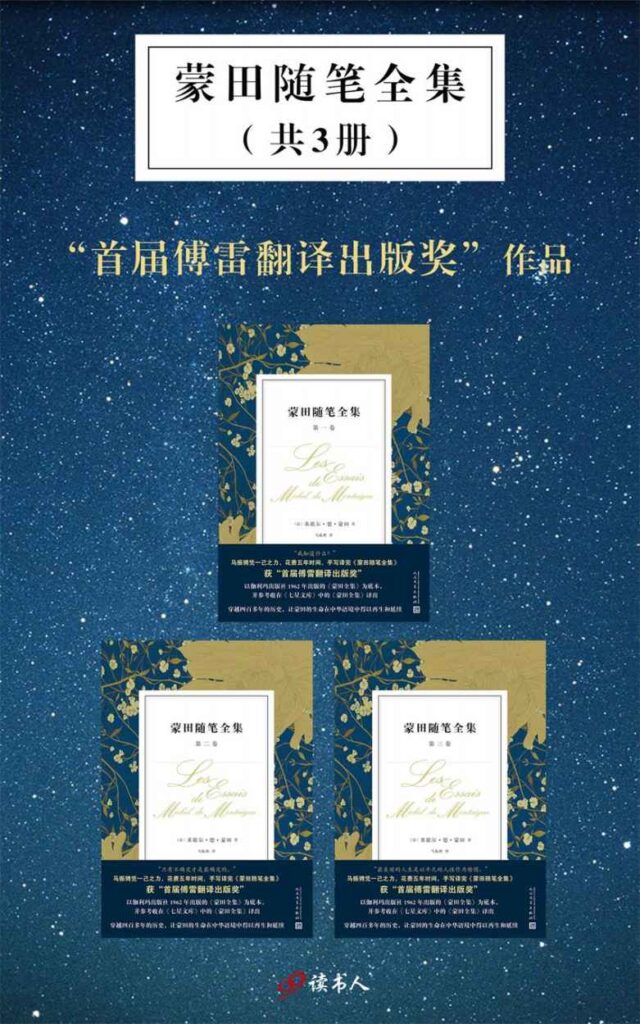 蒙田随笔全集
（共3册）
“首届傅雷翻译出版奖”作品
蒙田随笔全集
第一卷
Les
Essais
de
Michel de Montaigne
〔法〕米歇尔·德·蒙田 著
马振骋 译
“我知道什么？”
马振骋凭一己之力，花费五年时间，手写译完《蒙田随笔全集》
获“首届傅雷翻译出版奖”
以伽利玛出版社1962年出版的《蒙田全集》为底本，
并参考收在《七星文库》中的《蒙田全集》译出
穿越四百多年的历史，让蒙田的生命在中华语境中得以再生和延续
蒙田随笔全集
第二卷
Les
Essais
de
Michel de Montaigne
〔法〕米歇尔·德·蒙田 著
马振骋 译
马振骋凭一己之力，花费五年时间，手写译完《蒙田随笔全集》
获“首届傅雷翻译出版奖”
以伽利玛出版社1962年出版的《蒙田全集》为底本，
并参考收在《七星文库》中的《蒙田全集》译出
穿越四百多年的历史，让蒙田的生命在中华语境中得以再生和延续
蒙田随笔全集
第三卷
Les
Essais
de
Michel de Montaigne
〔法〕米歇尔·德·蒙田 著
马振骋 译
马振骋凭一己之力，花费五年时间，手写译完《蒙田随笔全集》
获“首届傅雷翻译出版奖”
以伽利玛出版社1962年出版的《蒙田全集》为底本，
并参考收在《七星文库》中的《蒙田全集》译出
穿越四百多年的历史，让蒙田的生命在中华语境中得以再生和延续
99读书人